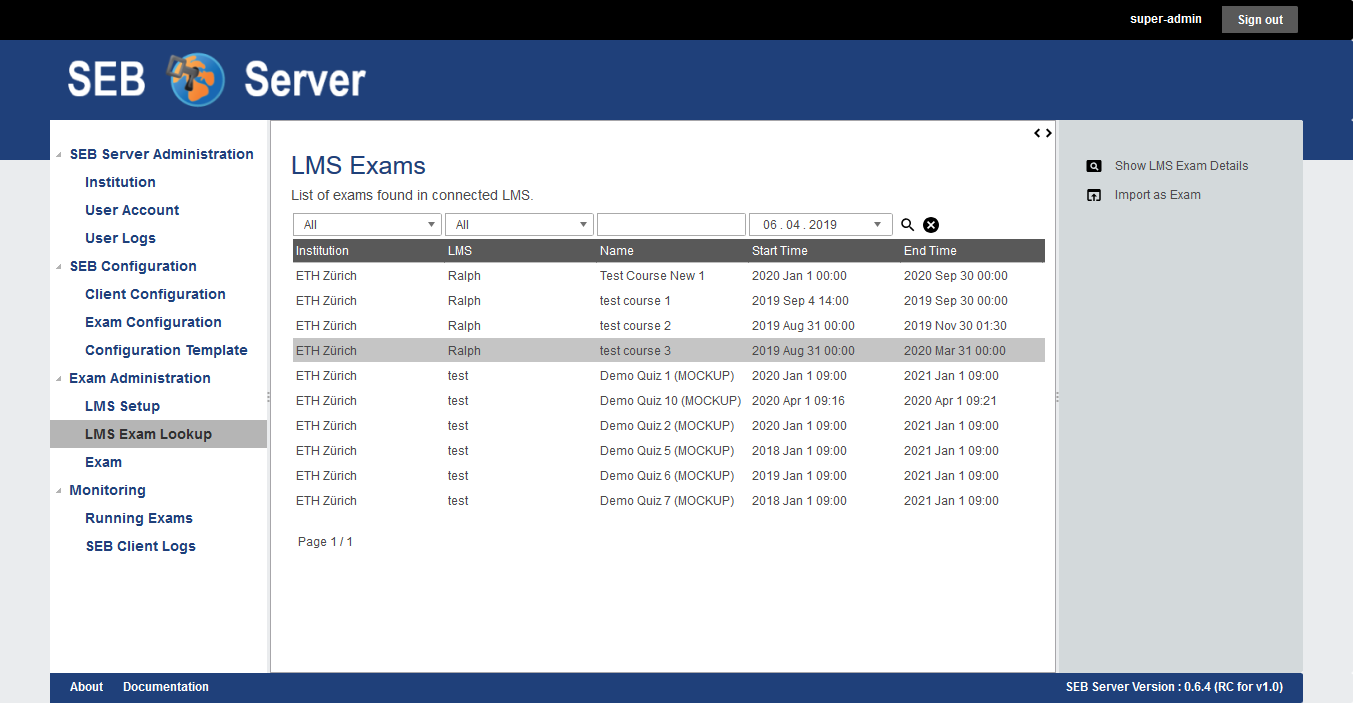 super-admin Sign out
SEB Server
SEB Server Administration
Institution
User Account
User Logs
SEB Configuration
Client Configuration
Exam Configuration
Configuration Template
Exam Administration
LMS Setup
LMS Exam Lookup
Exam
Monitoring
Running Exams
SEB Client Logs
LMS Exams
List of exams found in connected LMS.
All All 06 . 04 . 2019
Institution LMS Name Start Time End Time
ETH Zürich Ralph Test Course New 1 2020 Jan 1 00:00 2020 Sep 30 00:00
ETH Zürich Ralph test course 1 2019 Sep 4 14:00 2019 Sep 30 00:00
ETH Zürich Ralph test course 2 2019 Aug 31 00:00 2019 Nov 30 01:30
ETH Zürich Ralph test course 3 2019 Aug 31 00:00 2020 Mar 31 00:00
ETH Zürich test Demo Quiz 1 (MOCKUP) 2020 Jan 1 09:00 2021 Jan 1 09:00
ETH Zürich test Demo Quiz 10 (MOCKUP) 2020 Apr 1 09:16 2020 Apr 1 09:21
ETH Zürich test Demo Quiz 2 (MOCKUP) 2020 Jan 1 09:00 2021 Jan 1 09:00
ETH Zürich test Demo Quiz 5 (MOCKUP) 2018 Jan 1 09:00 2021 Jan 1 09:00
ETH Zürich test Demo Quiz 6 (MOCKUP) 2019 Jan 1 09:00 2021 Jan 1 09:00
ETH Zürich test Demo Quiz 7 (MOCKUP) 2018 Jan 1 09:00 2021 Jan 1 09:00
Page 1 / 1
Show LMS Exam Details
Import as Exam
About Documentation SEB Server Version : 0.6.4 (RC for v1.0)